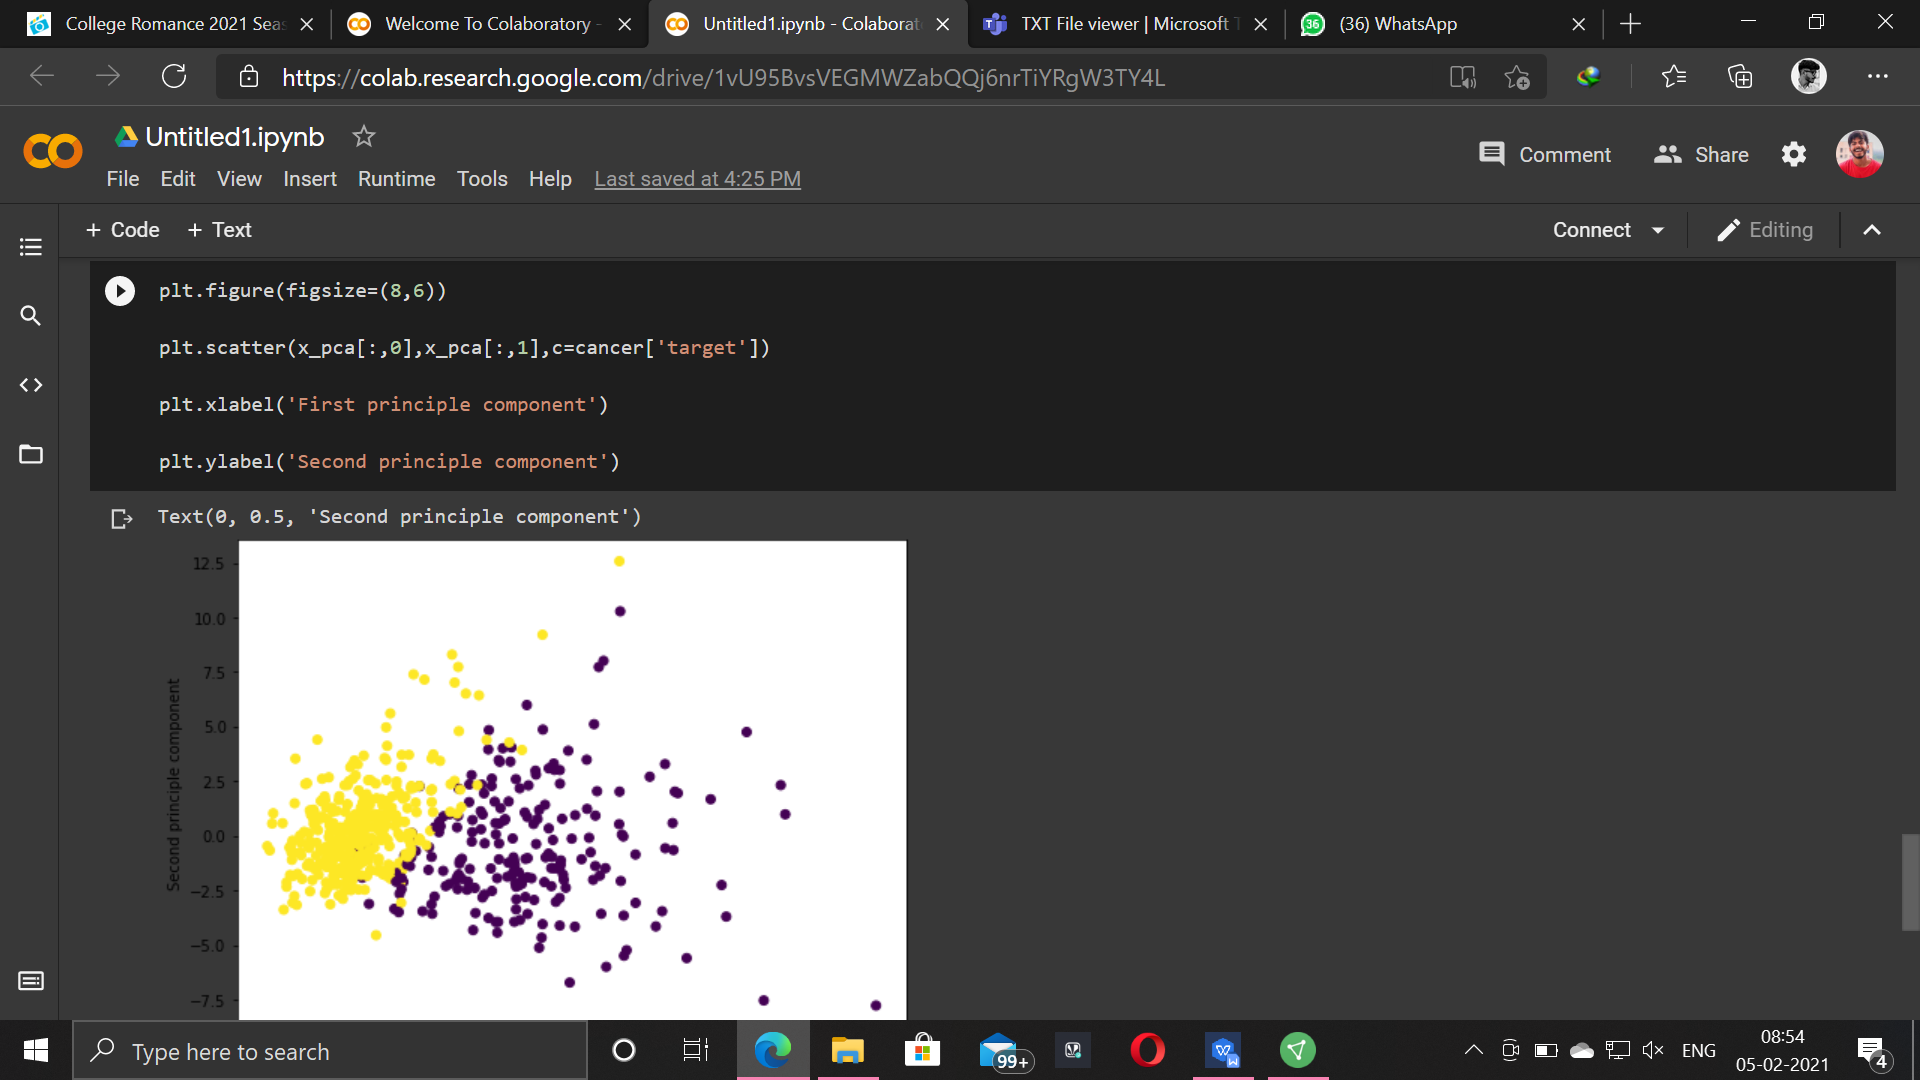 College Romance 2021 Seas
Welcome To Colaboratory -
Untitled1.ipynb - Colaborat
TXT File viewer | Microsoft T
36
(36) WhatsApp
https://colab.research.google.com/drive/1vU95BvsVEGMWZabQQj6nrTiYRgW3TY4L
Untitled1.ipynb
Comment
Share
File Edit View Insert Runtime Tools Help Last saved at 4:25 PM
+ Code + Text
Connect
Editing
plt.figure(figsize=(8,6))
plt.scatter(x_pca[:,0],x_pca[:,1],c=cancer['target'])
plt.xlabel('First principle component')
plt.ylabel('Second principle component')
Text(0, 0.5, 'Second principle component')
12.5
10.0
7.5
5.0
2.5
0.0
−2.5
−5.0
−7.5
Second principle component
Type here to search
99+
ENG
08:54
05-02-2021
4